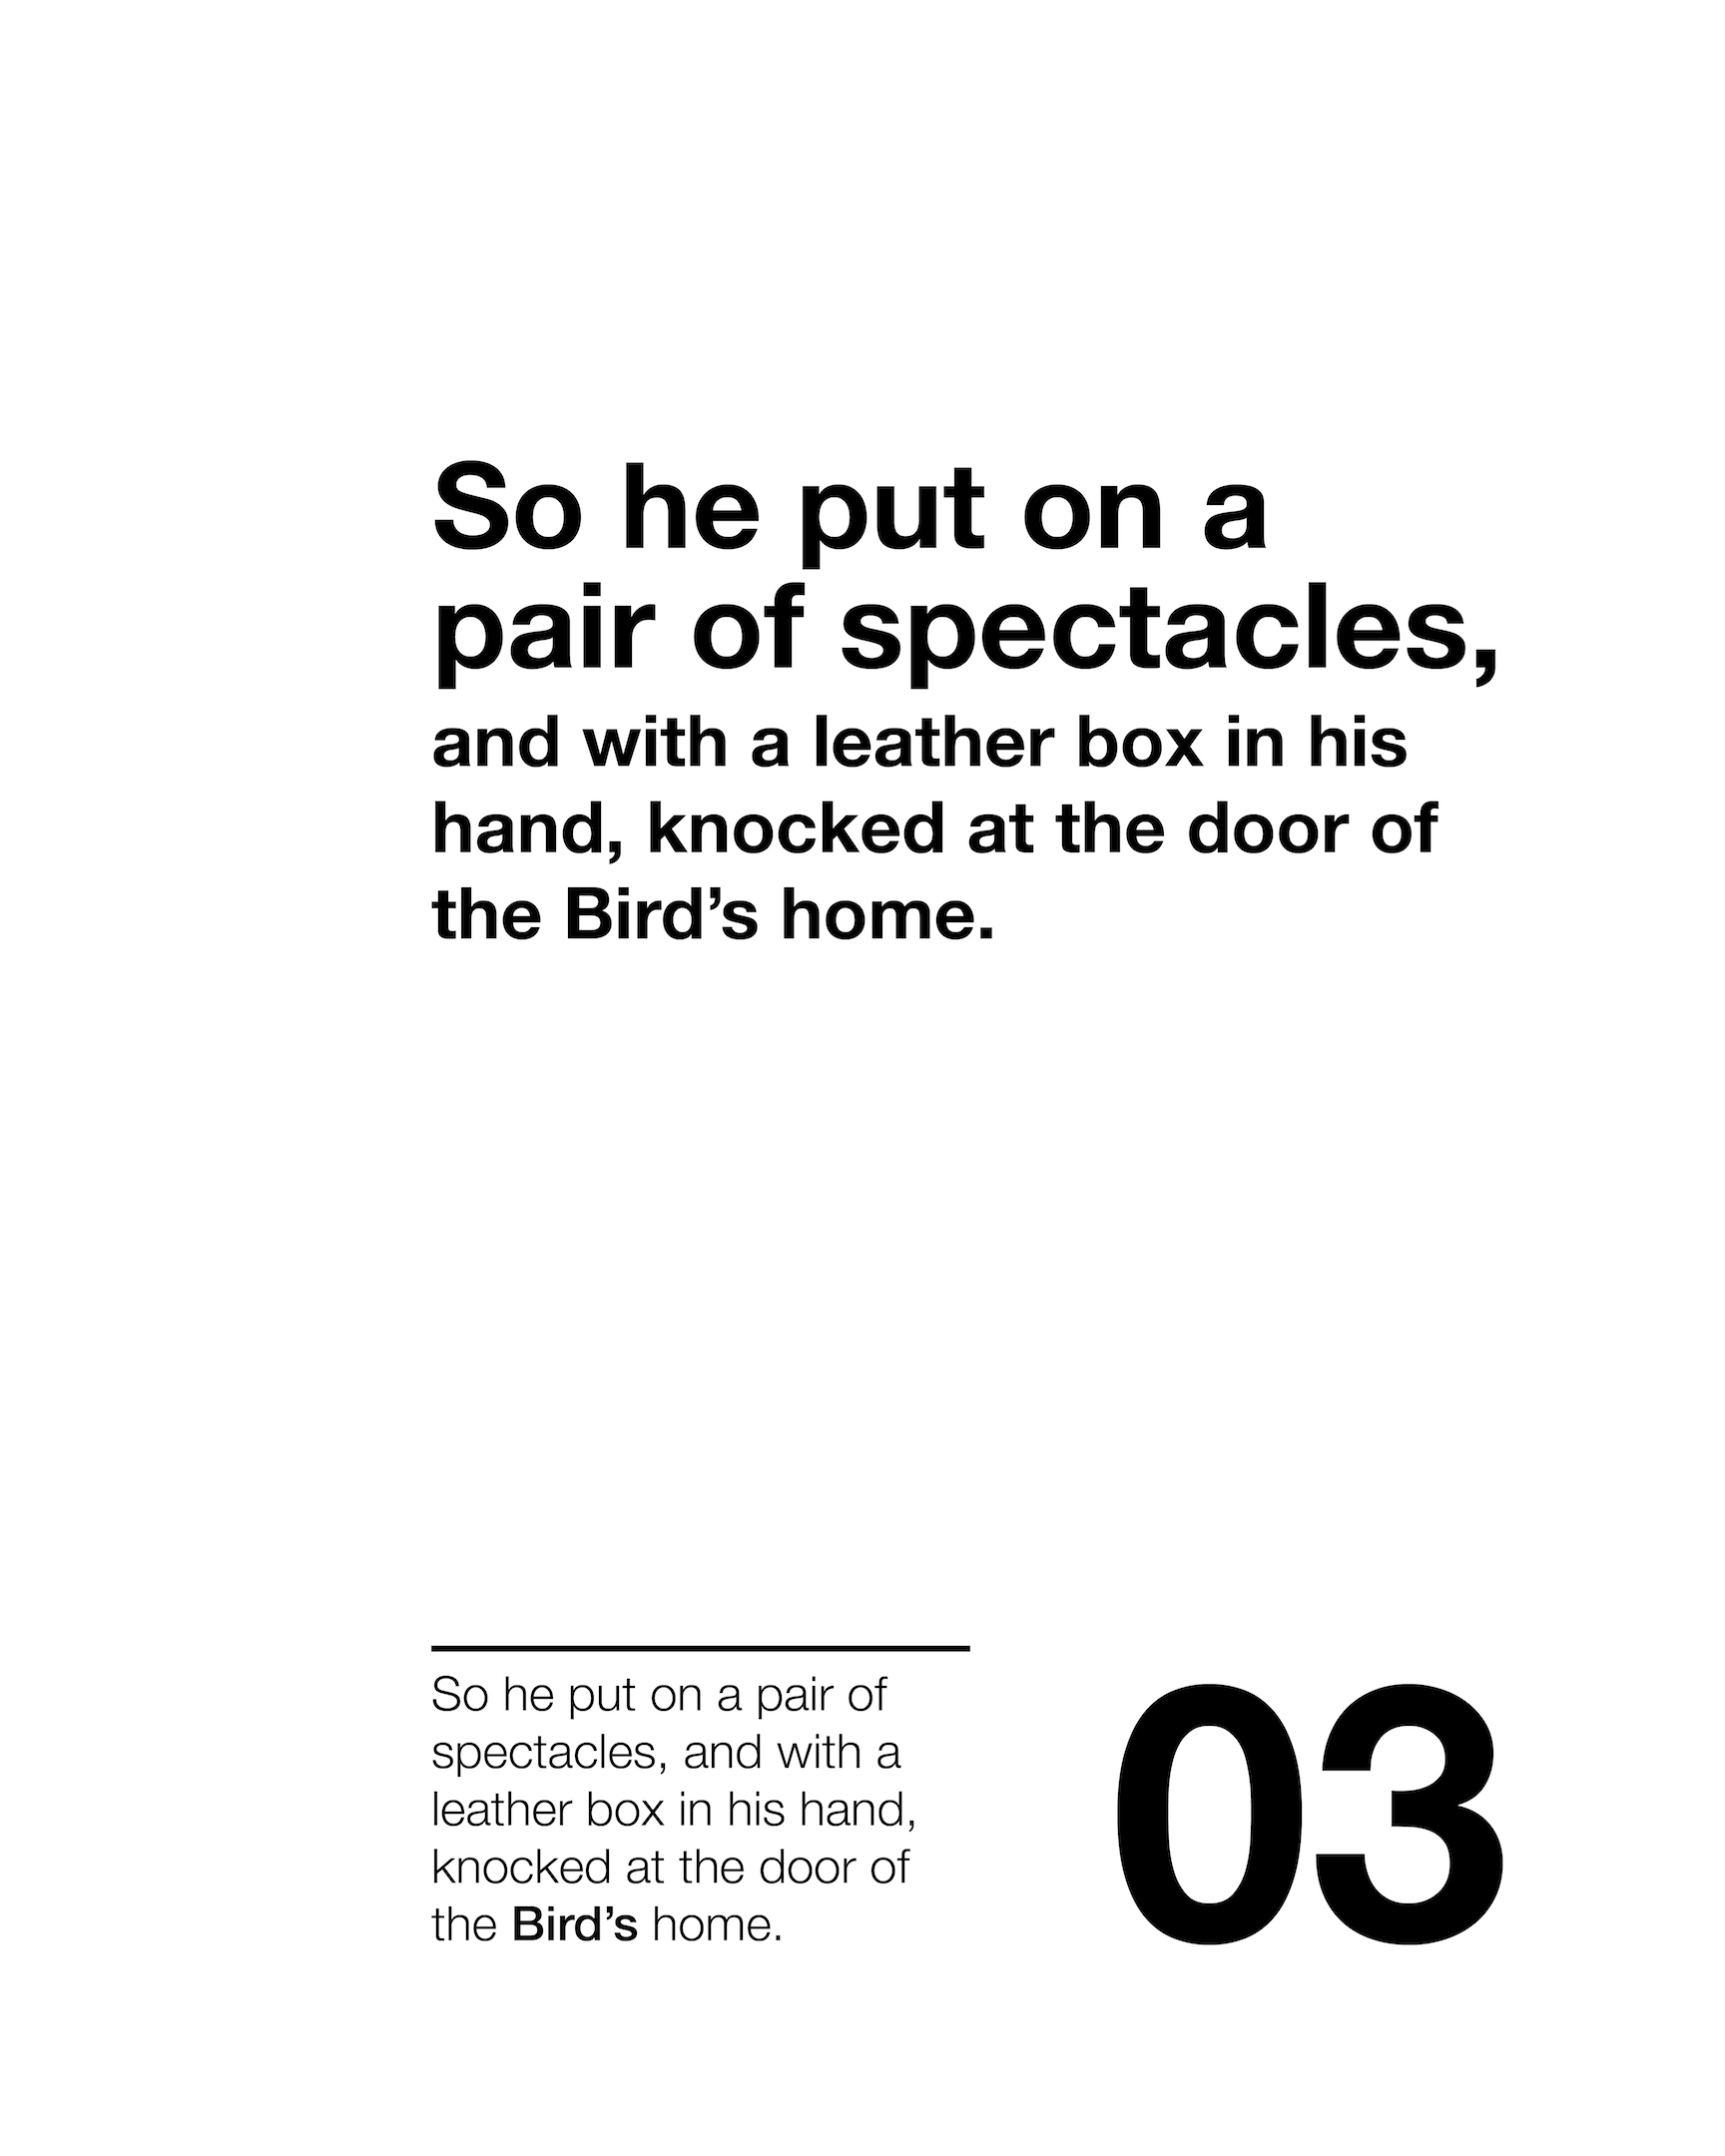 So he put on a
pair of spectacles,
and with a leather box in his
hand, knocked at the door of
the Bird’s home.
So he put on a pair of
spectacles, and with a
leather box in his hand,
knocked at the door of
the Bird’s home.
03